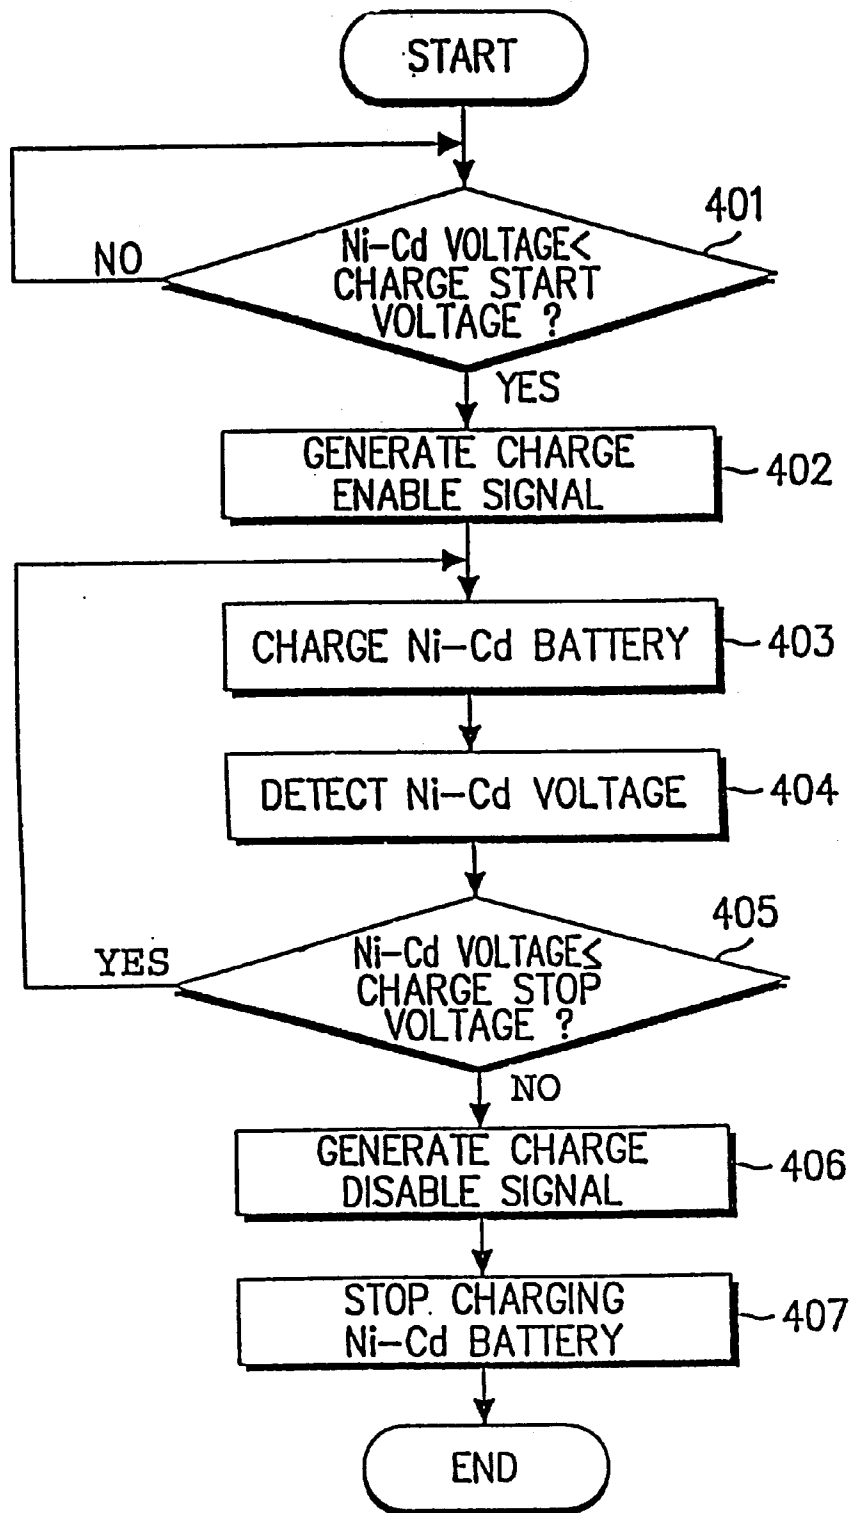 START
401
Ni-Cd VOLTAGE<
CHARGE START
VOLTAGE ?
NO
YES
GENERATE CHARGE
ENABLE SIGNAL
402
CHARGE Ni-Cd BATTERY
403
DETECT Ni-Cd VOLTAGE
404
405
Ni-Cd VOLTAGE≤
CHARGE STOP
VOLTAGE ?
YES
NO
GENERATE CHARGE
DISABLE SIGNAL
406
STOP CHARGING
Ni-Cd BATTERY
407
END